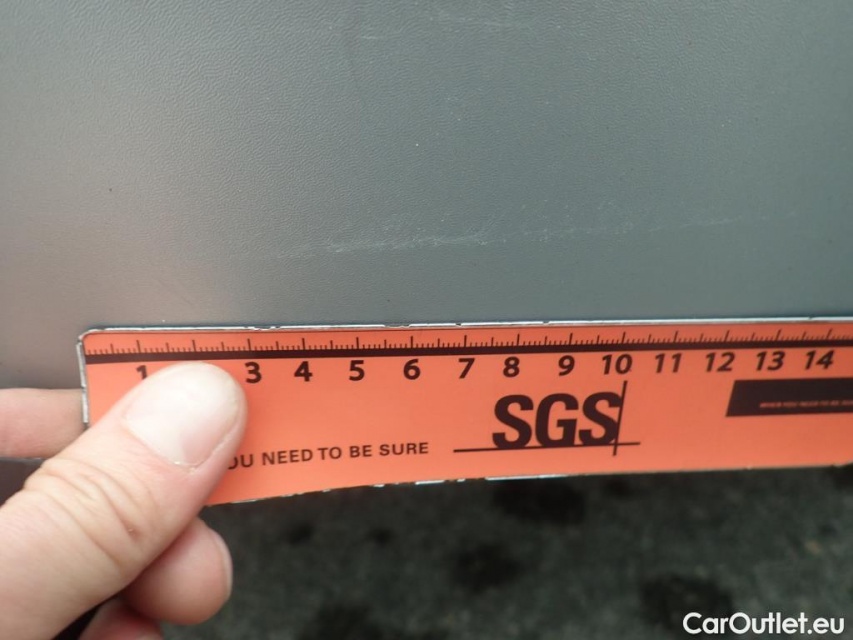 1 3 4 5 6 7 8 9 10 11 12 13 14
SGS
OU NEED TO BE SURE
CarOutlet.eu